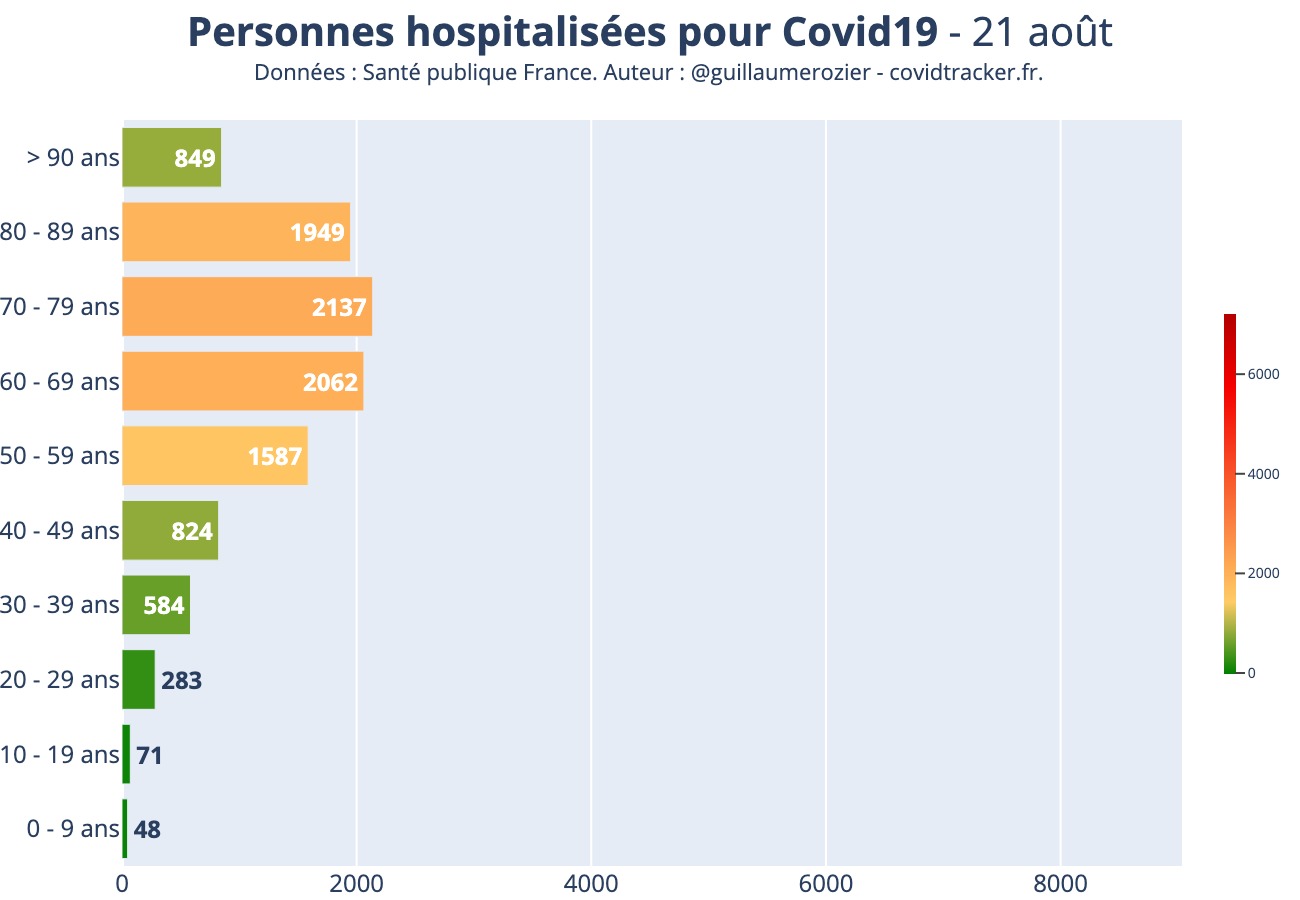 Personnes hospitalisées pour Covid19 - 21 août
Données : Santé publique France. Auteur : @guillaumerozier - covidtracker.fr.
> 90 ans 849
80 - 89 ans 1949
70 - 79 ans 2137
60 - 69 ans 2062
50 - 59 ans 1587
40 - 49 ans 824
30 - 39 ans 584
20 - 29 ans 283
10 - 19 ans 71
0 - 9 ans 48
0 2000 4000 6000 8000
6000
4000
2000
0